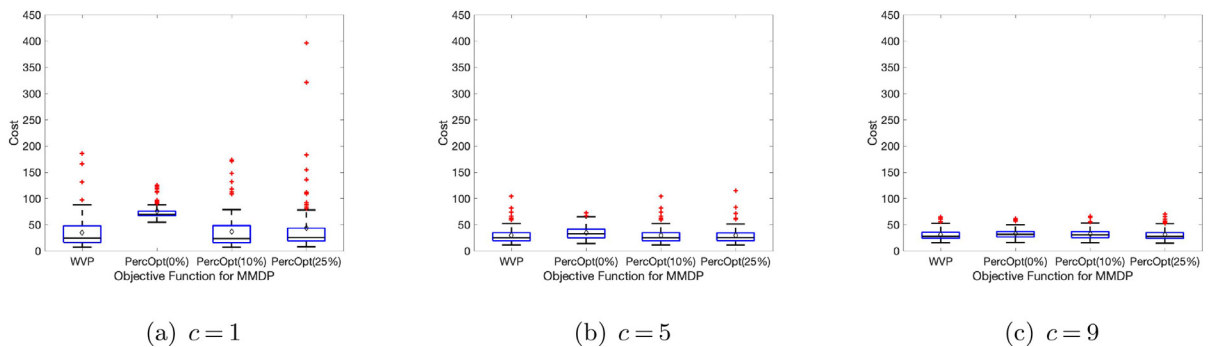 450
400
350
300
250
200
150
100
50
0
Cost
WVP PercOpt(0%) PercOpt(10%) PercOpt(25%)
Objective Function for MMDP
(a) c = 1
450
400
350
300
250
200
150
100
50
0
Cost
WVP PercOpt(0%) PercOpt(10%) PercOpt(25%)
Objective Function for MMDP
(b) c = 5
450
400
350
300
250
200
150
100
50
0
Cost
WVP PercOpt(0%) PercOpt(10%) PercOpt(25%)
Objective Function for MMDP
(c) c = 9